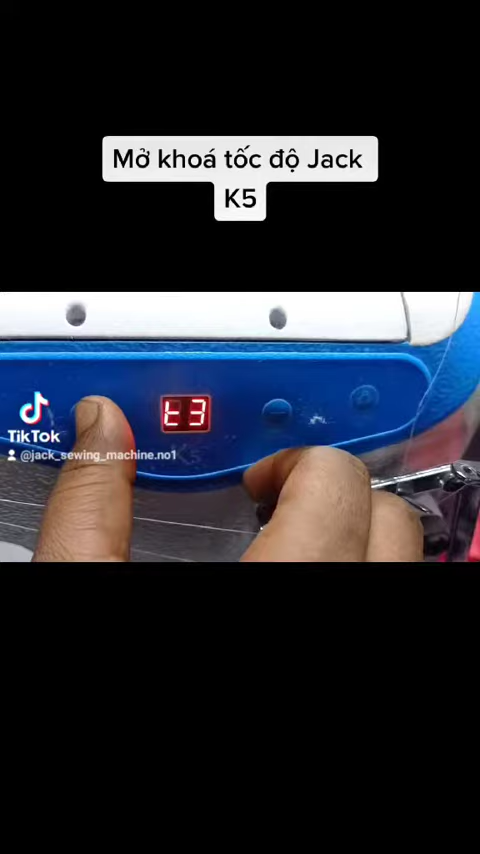 Mở khoá tốc độ Jack
K5
t3
TikTok
@jack_sewing_machine.no1